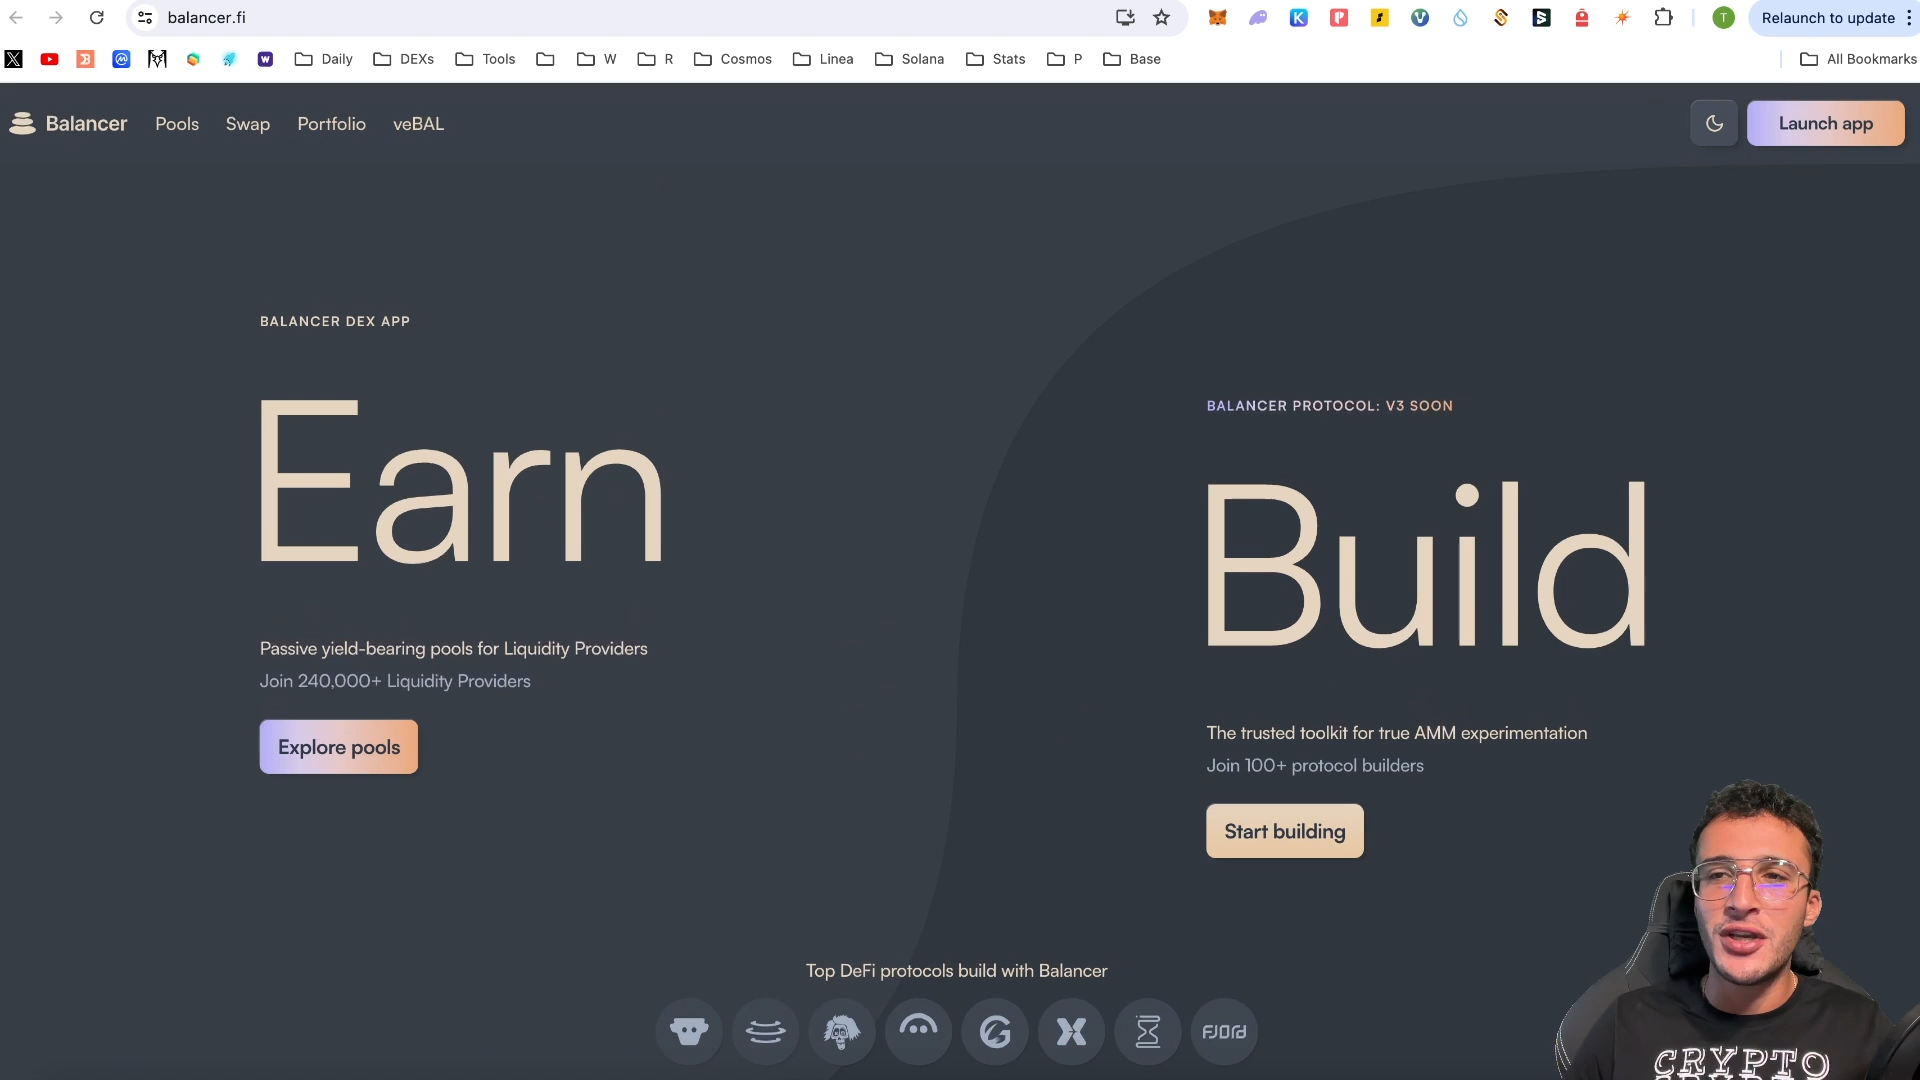 balancer.fi
T
Relaunch to update
Daily
DEXs
Tools
W
R
Cosmos
Linea
Solana
Stats
P
Base
All Bookmarks
Balancer
Pools
Swap
Portfolio
veBAL
Launch app
BALANCER DEX APP
Earn
Passive yield-bearing pools for Liquidity Providers
Join 240,000+ Liquidity Providers
Explore pools
BALANCER PROTOCOL: V3 SOON
Build
The trusted toolkit for true AMM experimentation
Join 100+ protocol builders
Start building
Top DeFi protocols build with Balancer
FJORD
CRYPTO